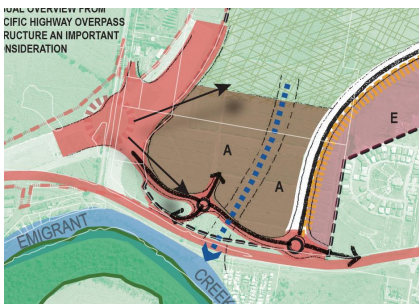 UAL OVERVIEW FROM
CIFIC HIGHWAY OVERPASS
RUCTURE AN IMPORTANT
NSIDERATION
E
A
A
EMIGRANT
CREEK